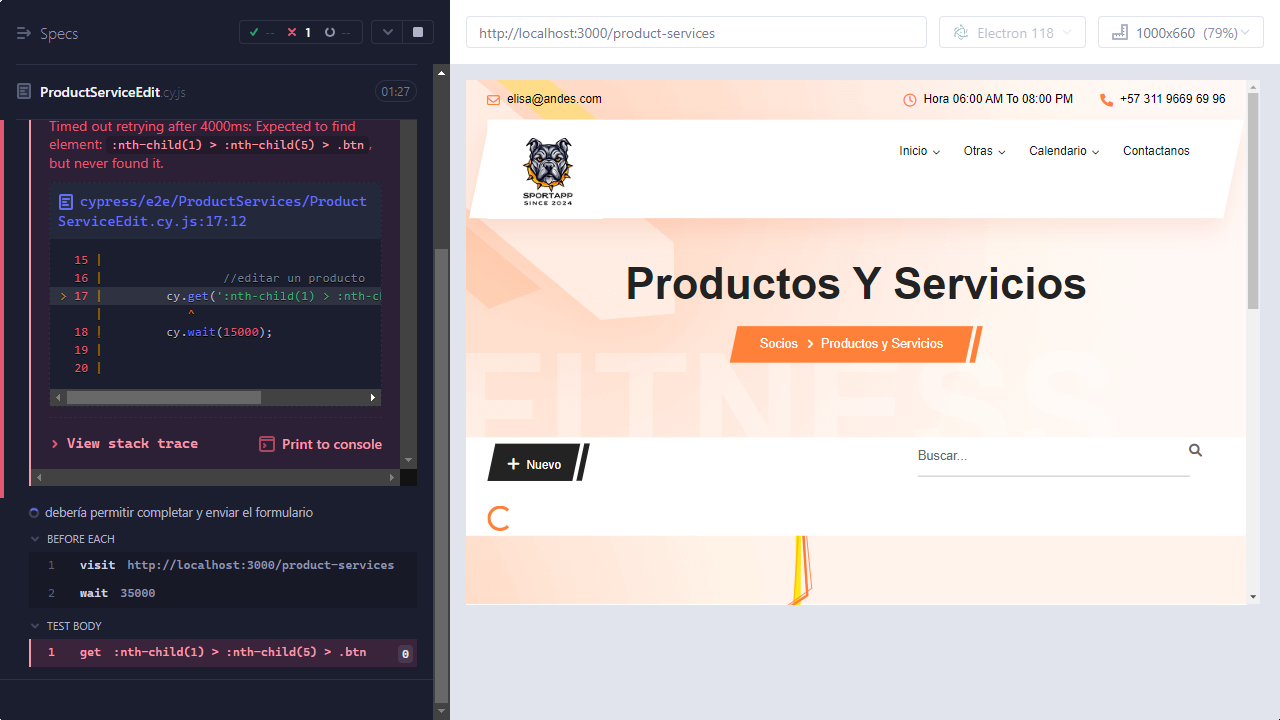 Specs
-- 1 --
ProductServiceEdit.cy.js 01:27
Timed out retrying after 4000ms: Expected to find
element: :nth-child(1) > :nth-child(5) > .btn,
but never found it.
cypress/e2e/ProductServices/Product
ServiceEdit.cy.js:17:12
15 |
16 | //editar un producto
> 17 | cy.get(':nth-child(1) > :nth-cl
| ^
18 | cy.wait(15000);
19 |
20 |
> View stack trace
Print to console
debería permitir completar y enviar el formulario
BEFORE EACH
1 visit http://localhost:3000/product-services
2 wait 35000
TEST BODY
1 get :nth-child(1) > :nth-child(5) > .btn 0
http://localhost:3000/product-services
Electron 118
1000x660 (79%)
elisa@andes.com
Hora 06:00 AM To 08:00 PM
+57 311 9669 69 96
SPORTAPP
SINCE 2024
Inicio
Otras
Calendario
Contactanos
Productos Y Servicios
Socios > Productos y Servicios
FITNESS
+ Nuevo
Buscar...